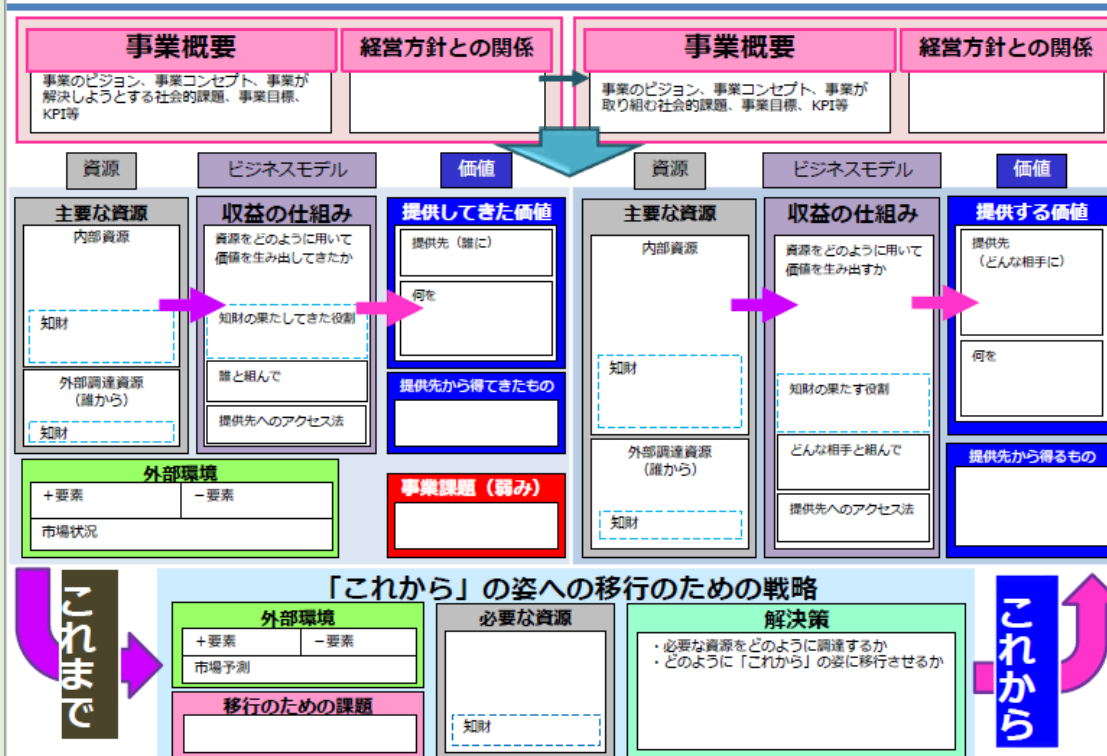 事業概要
経営方針との関係
事業のビジョン、事業コンセプト、事業が
解決しようとする社会的課題、事業目標、
KPI等
事業概要
経営方針との関係
事業のビジョン、事業コンセプト、事業が
取り組む社会的課題、事業目標、KPI等
資源
ビジネスモデル
価値
主要な資源
内部資源
知財
外部調達資源
(誰から)
知財
収益の仕組み
資源をどのように用いて
価値を生み出してきたか
知財の果たしてきた役割
誰と組んで
提供先へのアクセス法
提供してきた価値
提供先(誰に)
何を
提供先から得てきたもの
外部環境
+要素
-要素
市場状況
事業課題(弱み)
資源
ビジネスモデル
価値
主要な資源
内部資源
知財
外部調達資源
(誰から)
知財
収益の仕組み
資源をどのように用いて
価値を生み出すか
知財の果たす役割
どんな相手と組んで
提供先へのアクセス法
提供する価値
提供先
(どんな相手に)
何を
提供先から得るもの
これまで
「これから」の姿への移行のための戦略
外部環境
+要素
-要素
市場予測
移行のための課題
必要な資源
知財
解決策
・必要な資源をどのように調達するか
・どのように「これから」の姿に移行させるか
これから